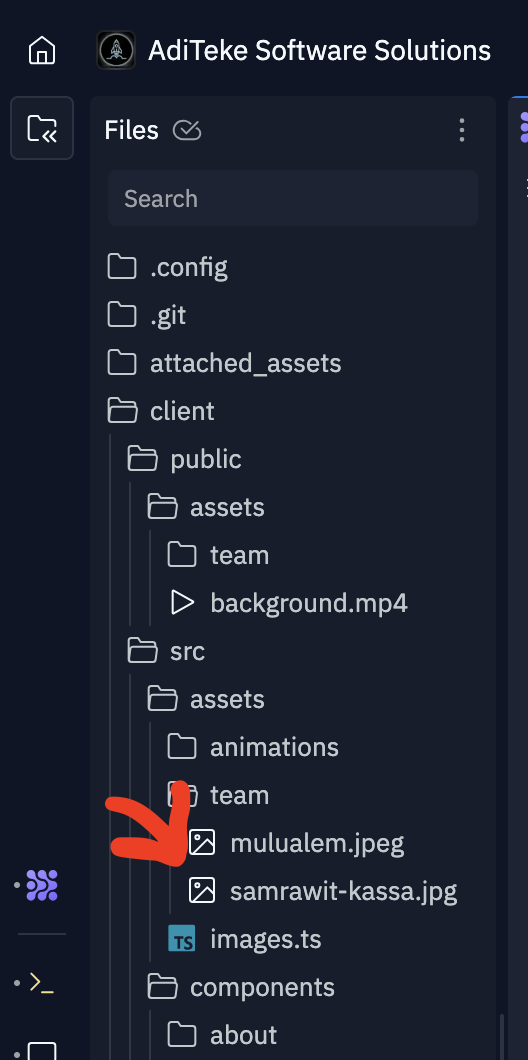 AdiTeke Software Solutions
Files
Search
.config
.git
attached_assets
client
public
assets
team
background.mp4
src
assets
animations
team
mulualem.jpeg
samrawit-kassa.jpg
TS images.ts
components
about